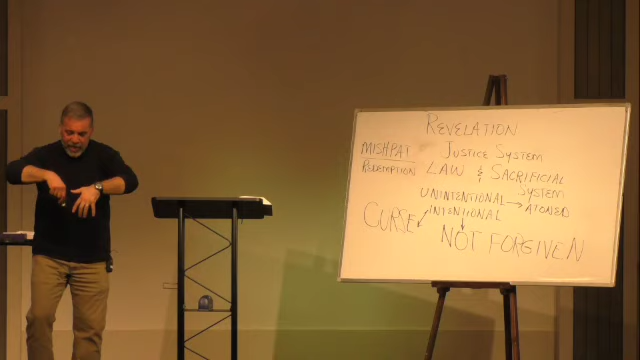 REVELATION
MISHPAT JUSTICE SYSTEM
REDEMPTION LAW & SACRIFICIAL
SYSTEM
UNINTENTIONAL → ATONED
INTENTIONAL
CURSE NOT FORGIVEN